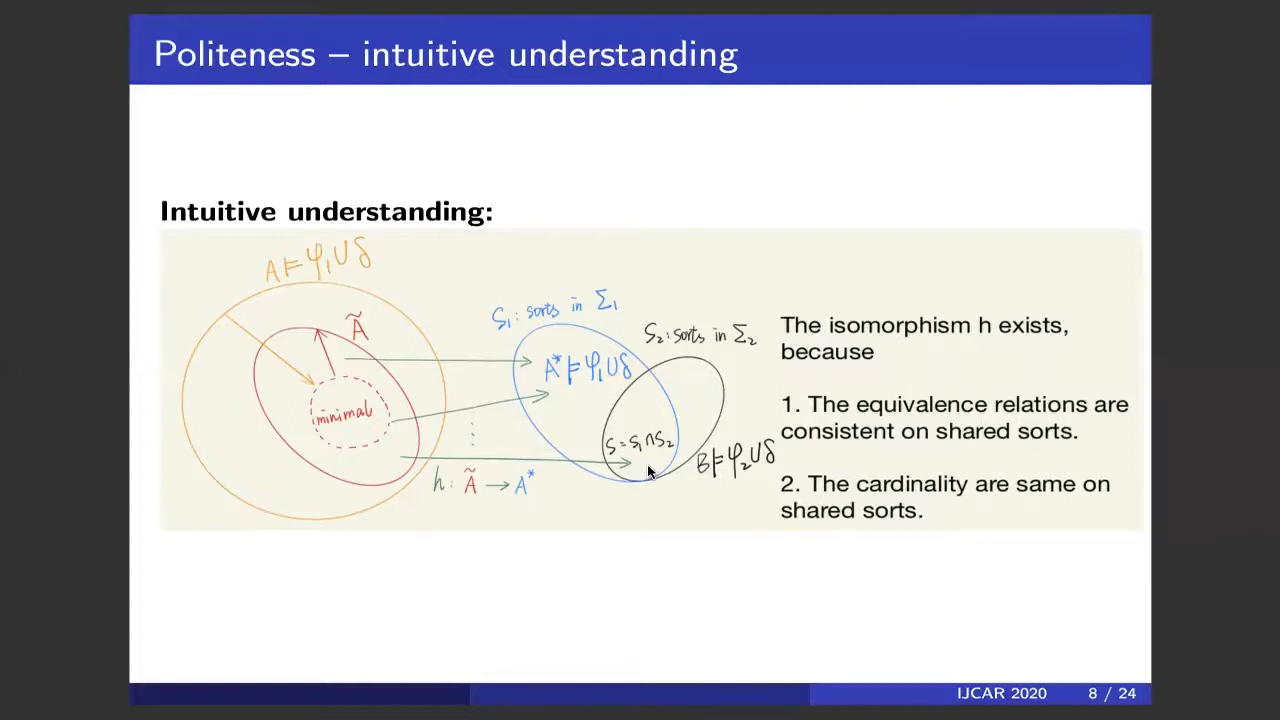 Politeness – intuitive understanding
Intuitive understanding:
A ⊨ φ₁ ∪ δ
Ã
minimal
S₁: sorts in Σ₁
S₂: sorts in Σ₂
A* ⊨ φ₁ ∪ δ
S = S₁ ∩ S₂
B ⊨ φ₂ ∪ δ
h: Ã → A*
The isomorphism h exists,
because
1. The equivalence relations are
consistent on shared sorts.
2. The cardinality are same on
shared sorts.
IJCAR 2020 8 / 24